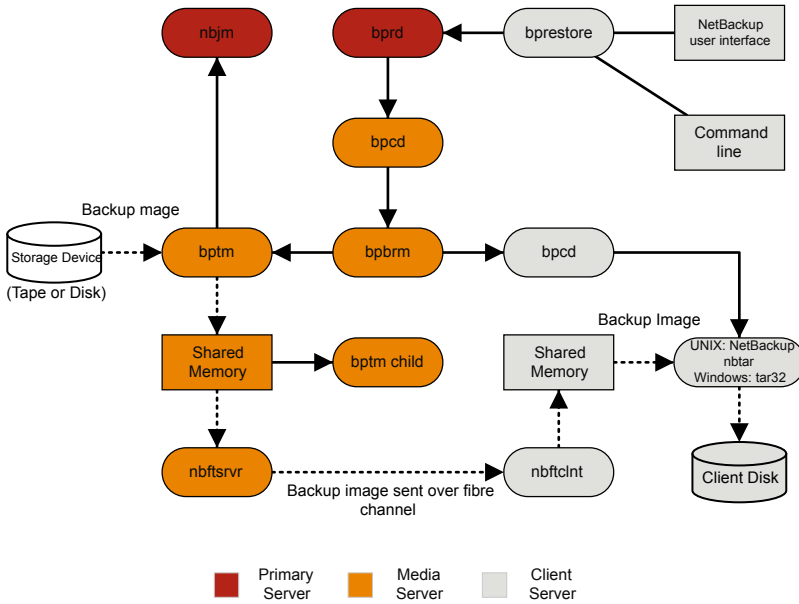 nbjm
bprd
bprestore
NetBackup
user interface
bpcd
Command
line
Backup mage
Storage Device
(Tape or Disk)
bptm
bpbrm
bpcd
Backup Image
Shared
Memory
bptm child
Shared
Memory
UNIX: NetBackup
nbtar
Windows: tar32
nbftsrvr
Backup image sent over fibre
channel
nbftclnt
Client Disk
Primary
Server
Media
Server
Client
Server